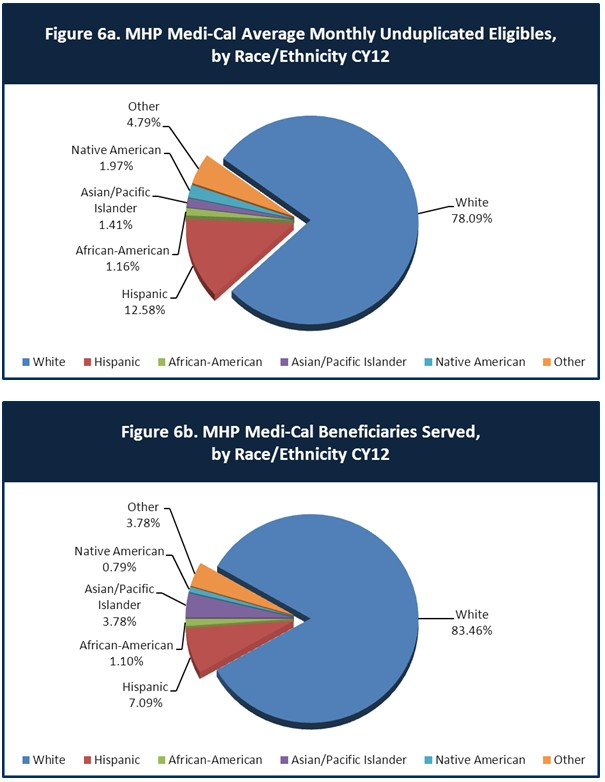 Figure 6a. MHP Medi-Cal Average Monthly Unduplicated Eligibles,
by Race/Ethnicity CY12
Other
4.79%
Native American
1.97%
Asian/Pacific
Islander
1.41%
African-American
1.16%
Hispanic
12.58%
White
78.09%
White Hispanic African-American Asian/Pacific Islander Native American Other
Figure 6b. MHP Medi-Cal Beneficiaries Served,
by Race/Ethnicity CY12
Other
3.78%
Native American
0.79%
Asian/Pacific
Islander
3.78%
African-American
1.10%
Hispanic
7.09%
White
83.46%
White Hispanic African-American Asian/Pacific Islander Native American Other